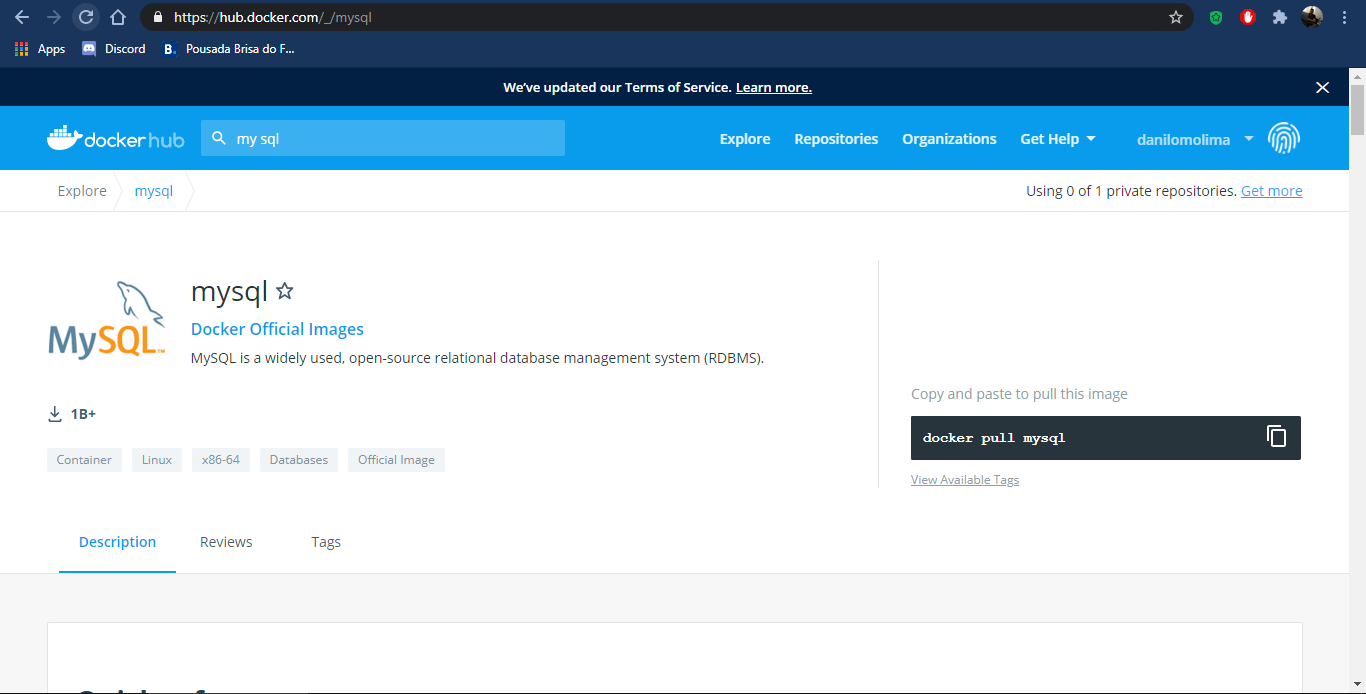 https://hub.docker.com/_/mysql
Apps Discord B. Pousada Brisa do F...
We've updated our Terms of Service. Learn more.
docker hub my sql Explore Repositories Organizations Get Help danilomolima
Explore mysql Using 0 of 1 private repositories. Get more
mysql
MySQL™
Docker Official Images
MySQL is a widely used, open-source relational database management system (RDBMS).
Copy and paste to pull this image
1B+
docker pull mysql
Container Linux x86-64 Databases Official Image
View Available Tags
Description Reviews Tags